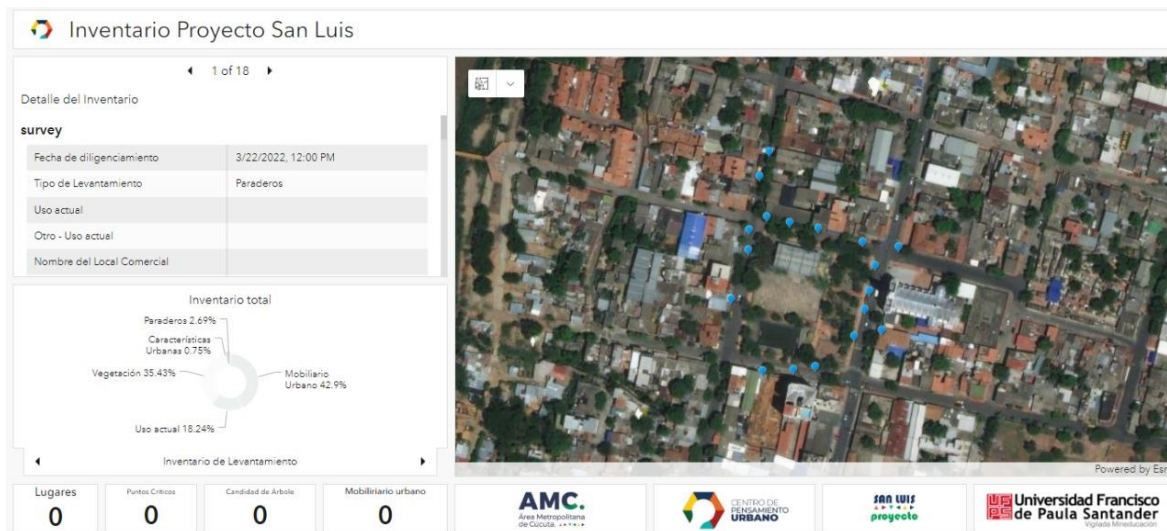 Inventario Proyecto San Luis
1 of 18
Detalle del Inventario
survey
Fecha de diligenciamiento 3/22/2022, 12:00 PM
Tipo de Levantamiento Paraderos
Uso actual
Otro - Uso actual
Nombre del Local Comercial
Inventario total
Paraderos 2.69%
Características
Urbanas 0.75%
Vegetación 35.43%
Mobiliario
Urbano 42.9%
Uso actual 18.24%
Inventario de Levantamiento
Powered by Esri
Lugares
0
Puntos Críticos
0
Candidad de Árbole
0
Mobiliriario urbano
0
AMC.
Área Metropolitana
de Cúcuta.
CENTRO DE
PENSAMIENTO
URBANO
SAN LUIS
proyecto
UFPS
Universidad Francisco
de Paula Santander
Vigilada Mineducación